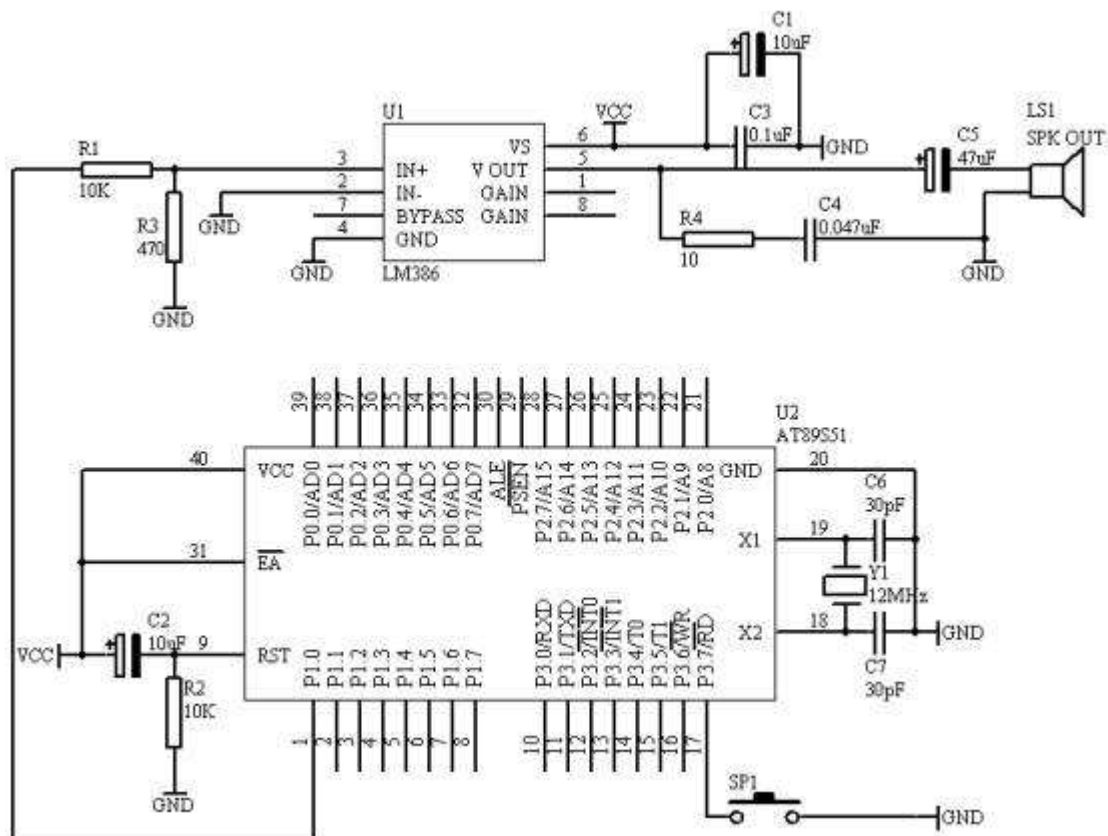 C1
10uF
U1
VCC
C3
0.1uF
GND
LS1
SPK OUT
R1
10K
3
IN+
VS
6
2
IN-
V OUT
5
C5
47uF
7
BYPASS
GAIN
1
4
GND
GAIN
8
R3
470
GND
GND
GND
LM386
R4
10
C4
0.047uF
GND
39
38
37
36
35
34
33
32
30
29
28
27
26
25
24
23
22
21
U2
AT89S51
40
VCC
P0.0/AD0
P0.1/AD1
P0.2/AD2
P0.3/AD3
P0.4/AD4
P0.5/AD5
P0.6/AD6
P0.7/AD7
ALE
PSEN
P2.7/A15
P2.6/A14
P2.5/A13
P2.4/A12
P2.3/A11
P2.2/A10
P2.1/A9
P2.0/A8
GND
20
C6
30pF
31
EA
X1
19
Y1
12MHz
X2
18
GND
C7
30pF
VCC
C2
10uF
9
RST
R2
10K
GND
P1.0
P1.1
P1.2
P1.3
P1.4
P1.5
P1.6
P1.7
P3.0/RXD
P3.1/TXD
P3.2/INT0
P3.3/INT1
P3.4/T0
P3.5/T1
P3.6/WR
P3.7/RD
1
2
3
4
5
6
7
8
10
11
12
13
14
15
16
17
SP1
GND